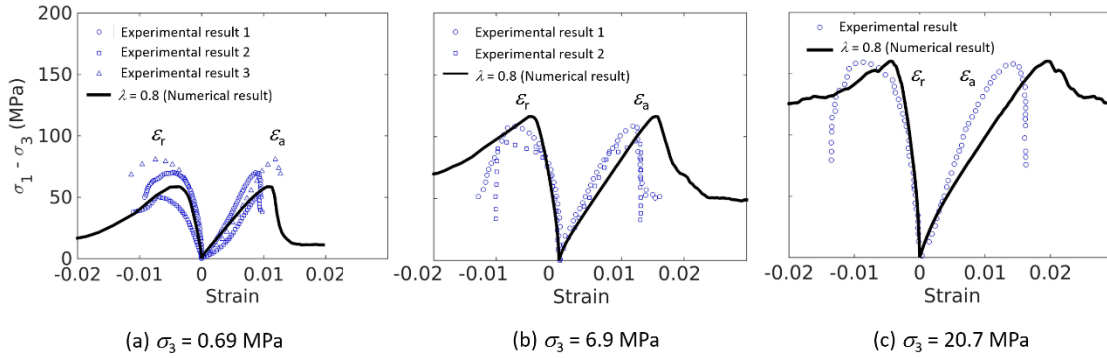 200
150
100
50
0
σ1 - σ3 (MPa)
Experimental result 1
Experimental result 2
Experimental result 3
λ = 0.8 (Numerical result)
εr
εa
-0.02 -0.01 0 0.01 0.02
Strain
(a) σ3 = 0.69 MPa
Experimental result 1
Experimental result 2
λ = 0.8 (Numerical result)
εr
εa
-0.02 -0.01 0 0.01 0.02
Strain
(b) σ3 = 6.9 MPa
Experimental result
λ = 0.8 (Numerical result)
εr
εa
-0.02 -0.01 0 0.01 0.02
Strain
(c) σ3 = 20.7 MPa